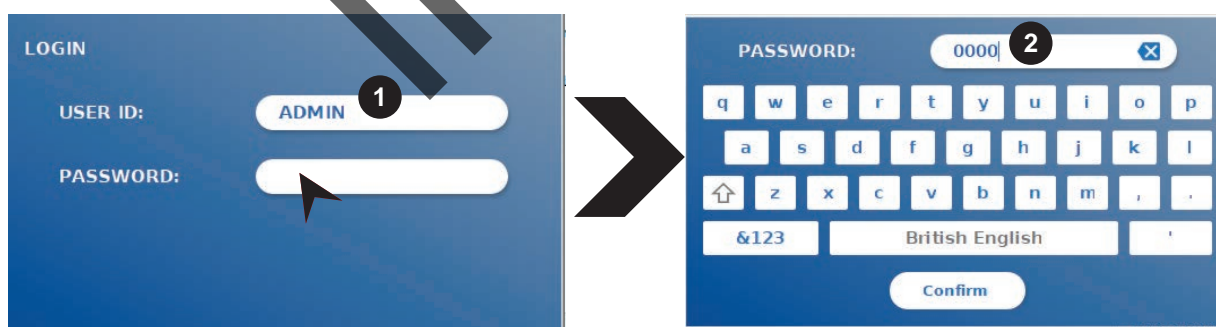 LOGIN
USER ID:
ADMIN
1
PASSWORD:
PASSWORD:
0000
2
q w e r t y u i o p
a s d f g h j k l
z x c v b n m , .
&123 British English '
Confirm